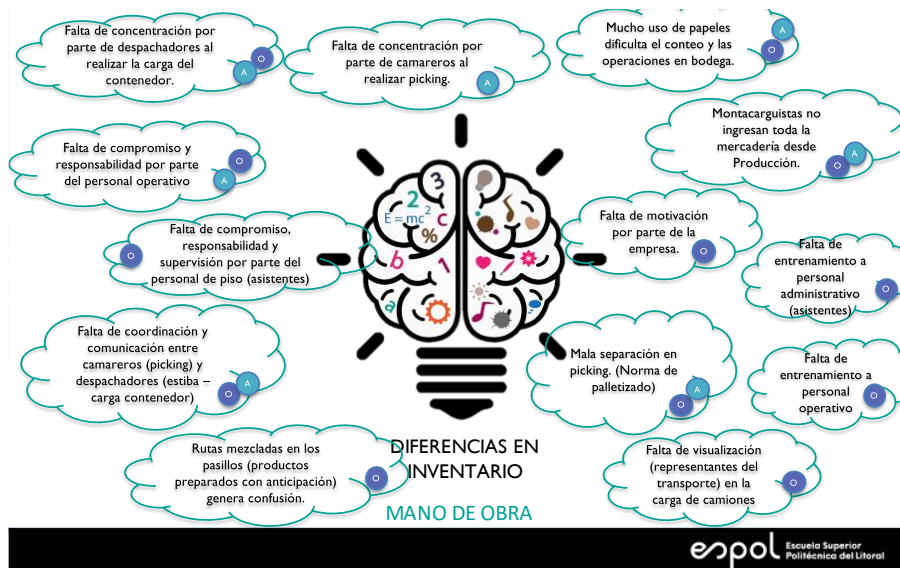 Falta de concentración por
parte de despachadores al
realizar la carga del
contenedor.
O
A
Falta de concentración por
parte de camareros al
realizar picking.
A
Mucho uso de papeles
dificulta el conteo y las
operaciones en bodega.
A
O
Falta de compromiso y
responsabilidad por parte
del personal operativo
O
A
Montacarguistas no
ingresan toda la
mercadería desde
Producción.
A
O
3
2
E = mc²
C
%
b
1
a
Falta de compromiso,
responsabilidad y
supervisión por parte del
personal de piso (asistentes)
O
Falta de motivación
por parte de la
empresa.
O
Falta de
entrenamiento a
personal
administrativo
(asistentes)
O
Falta de coordinación y
comunicación entre
camareros (picking) y
despachadores (estiba –
carga contenedor)
A
O
Mala separación en
picking. (Norma de
palletizado)
A
O
Falta de
entrenamiento a
personal
operativo
O
Rutas mezcladas en los
pasillos (productos
preparados con anticipación)
genera confusión.
O
DIFERENCIAS EN
INVENTARIO
MANO DE OBRA
Falta de visualización
(representantes del
transporte) en la
carga de camiones
O
espol
Escuela Superior
Politécnica del Litoral